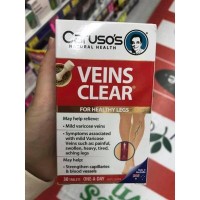 Caruso's
NATURAL HEALTH
VEINS
CLEAR®
FOR HEALTHY LEGS
May help relieve:
• Mild varicose veins
• Symptoms associated
with mild Varicose
Veins such as painful,
swollen, heavy, tired,
aching legs
May help:
• Strengthen capillaries
& blood vessels
ONE A DAY